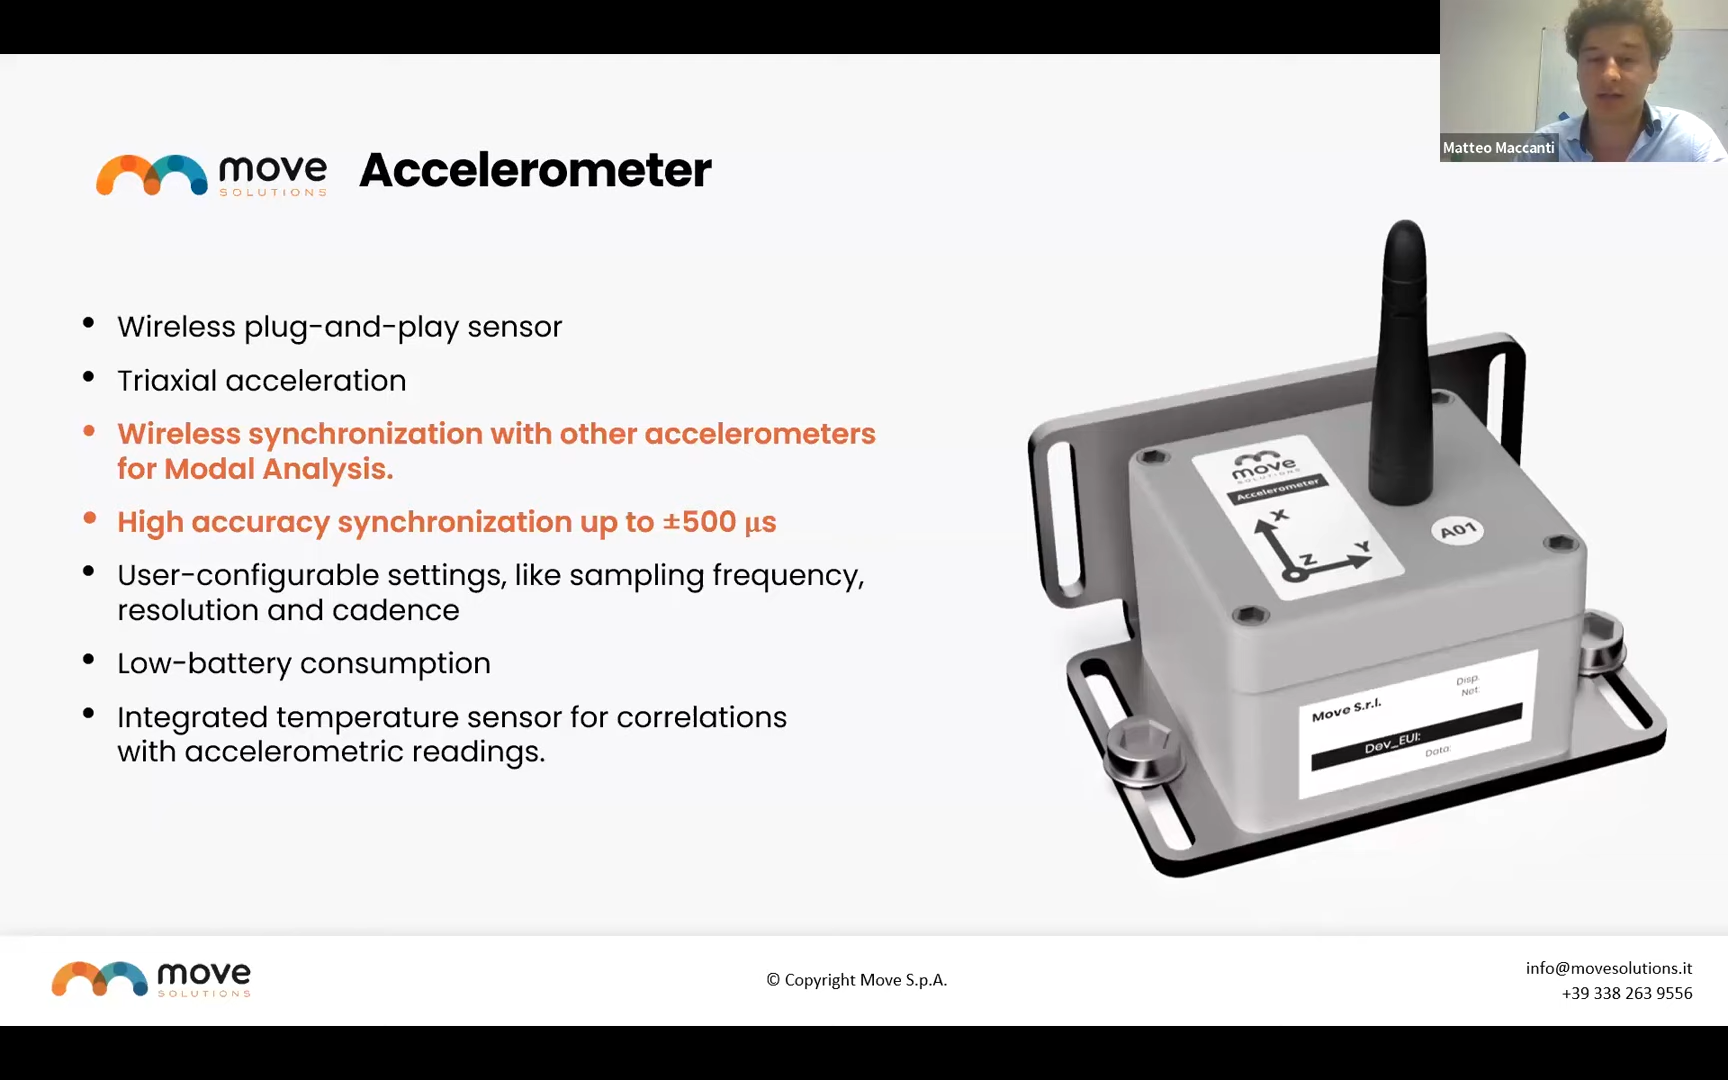 Matteo Maccanti
move
SOLUTIONS
Accelerometer
• Wireless plug-and-play sensor
• Triaxial acceleration
• Wireless synchronization with other accelerometers
for Modal Analysis.
• High accuracy synchronization up to ±500 µs
• User-configurable settings, like sampling frequency,
resolution and cadence
• Low-battery consumption
• Integrated temperature sensor for correlations
with accelerometric readings.
move
SOLUTIONS
Accelerometer
X
Y
Z
A01
Disp.
Not.
Move S.r.l.
Dev_EUI:
Data:
move
SOLUTIONS
© Copyright Move S.p.A.
info@movesolutions.it
+39 338 263 9556